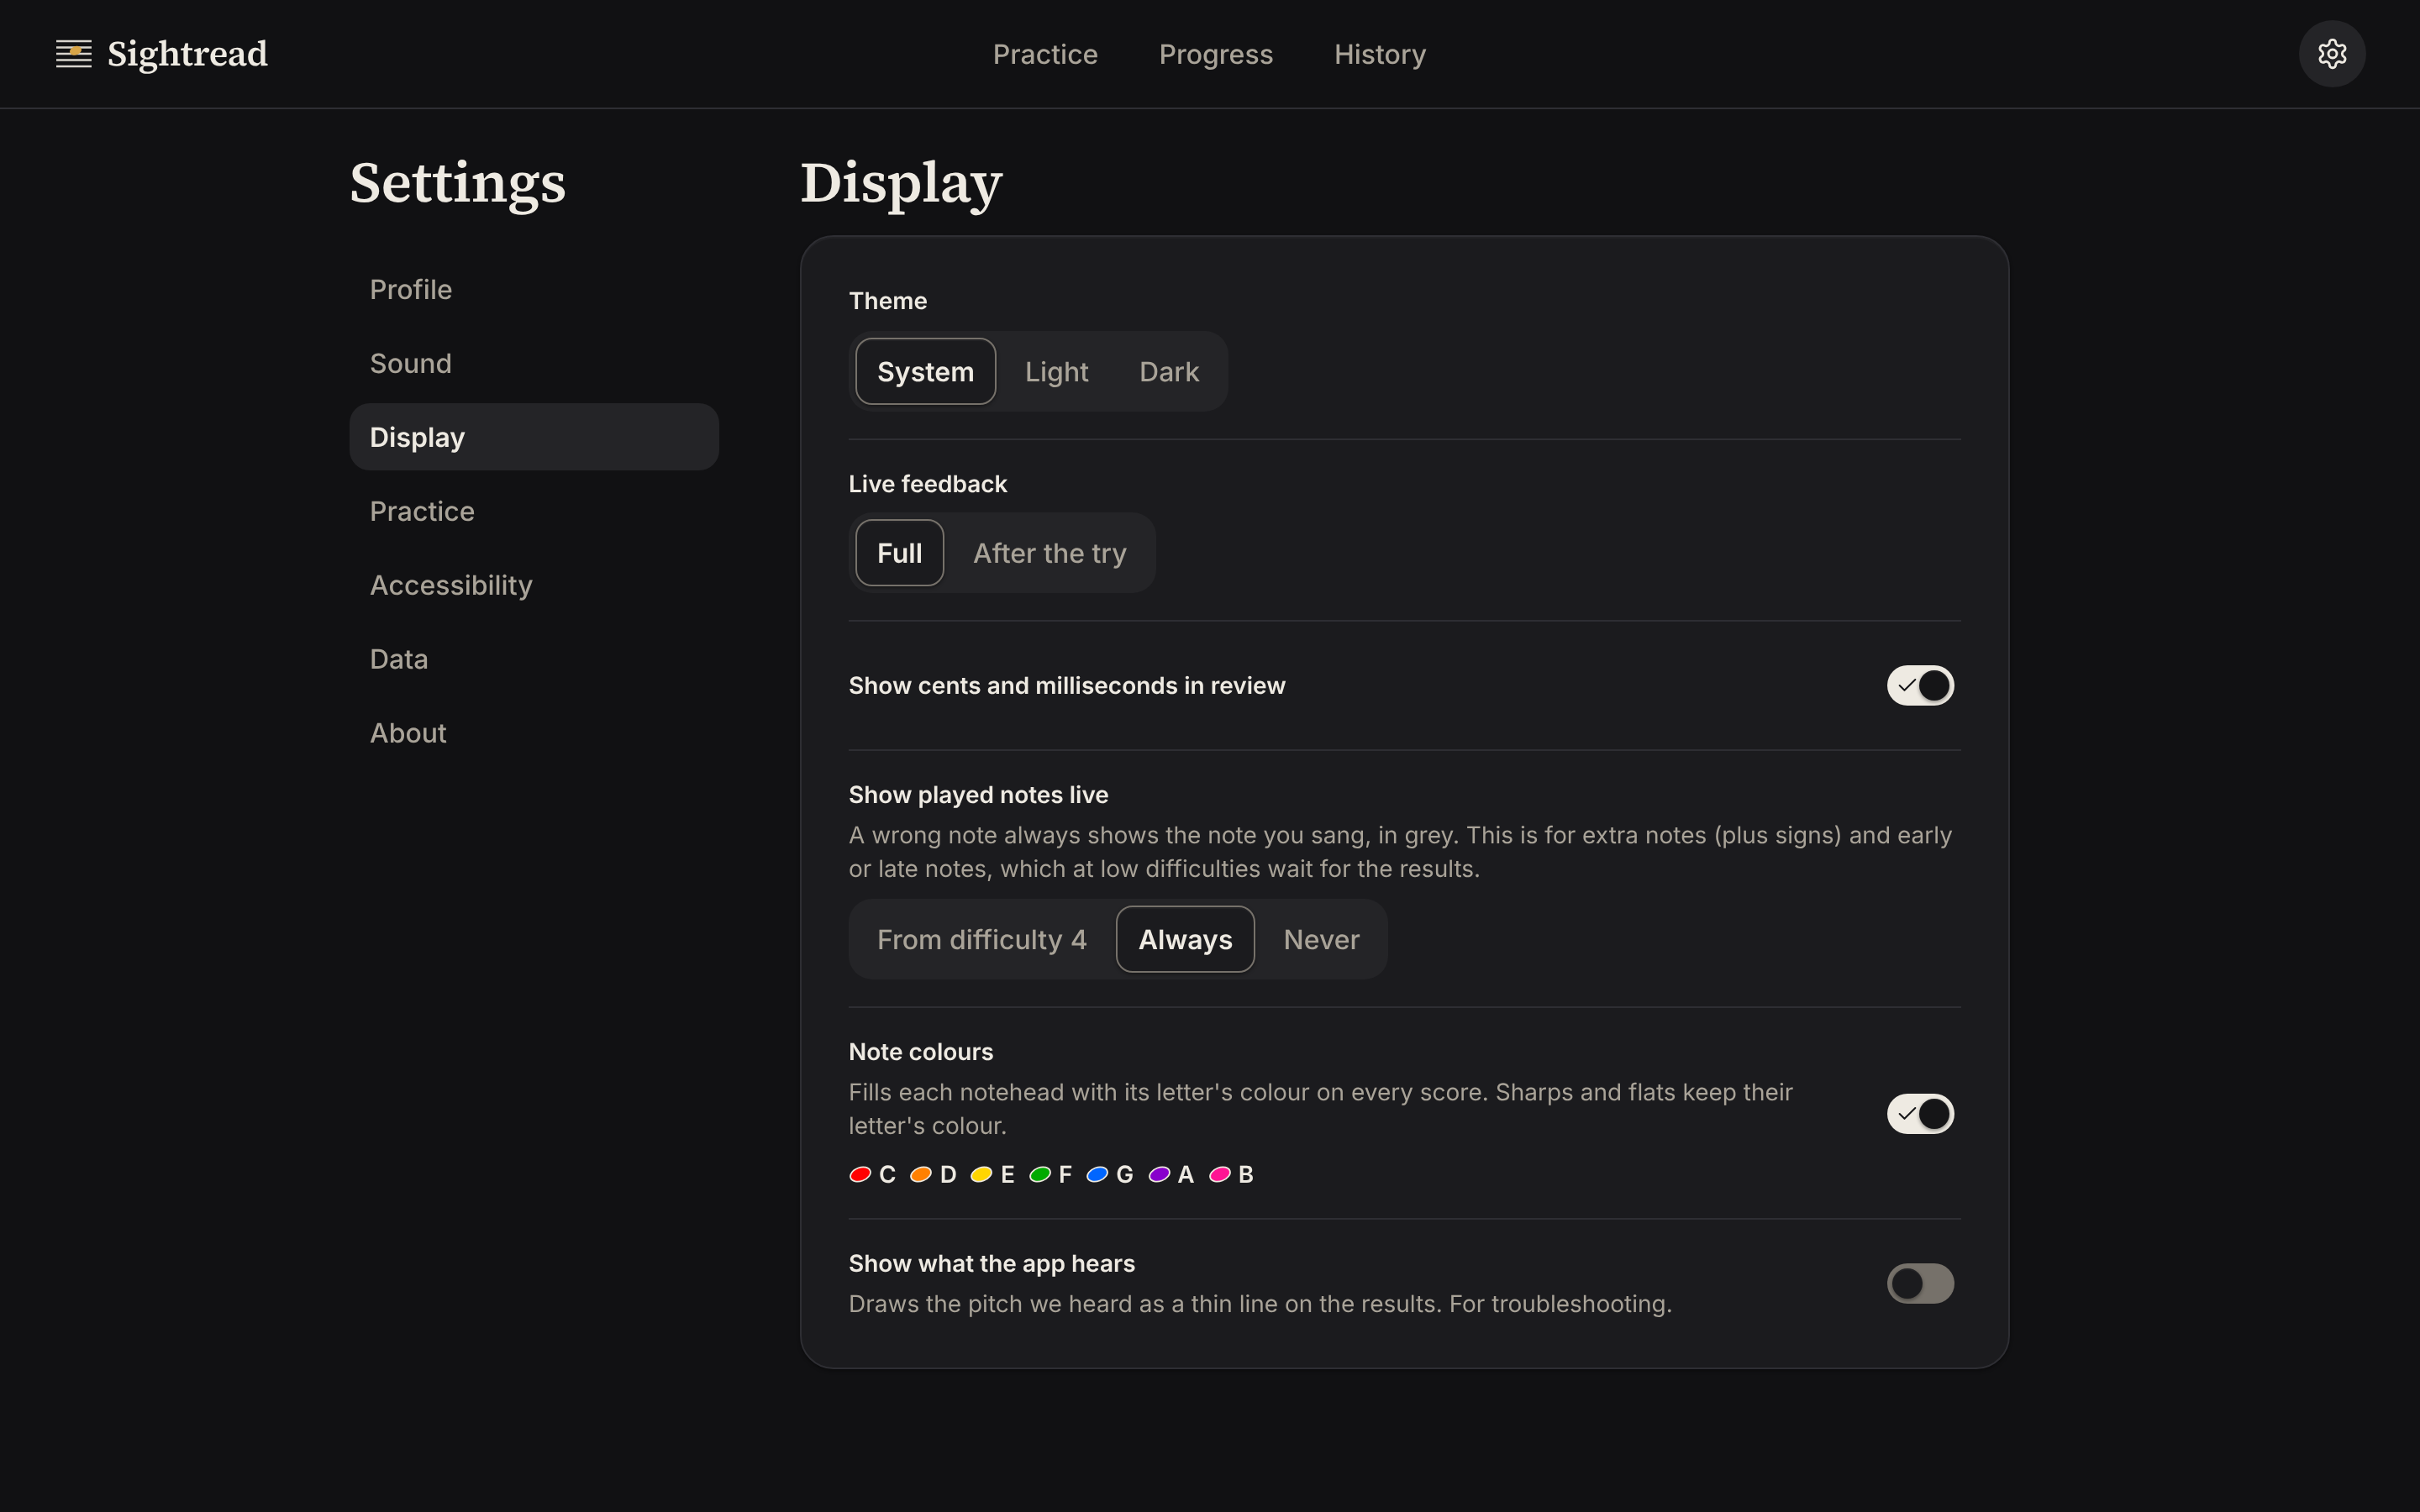 Sightread
Practice Progress History
Settings
Profile
Sound
Display
Practice
Accessibility
Data
About
Display
Theme
System Light Dark
Live feedback
Full After the try
Show cents and milliseconds in review
Show played notes live
A wrong note always shows the note you sang, in grey. This is for extra notes (plus signs) and early
or late notes, which at low difficulties wait for the results.
From difficulty 4 Always Never
Note colours
Fills each notehead with its letter's colour on every score. Sharps and flats keep their
letter's colour.
C D E F G A B
Show what the app hears
Draws the pitch we heard as a thin line on the results. For troubleshooting.